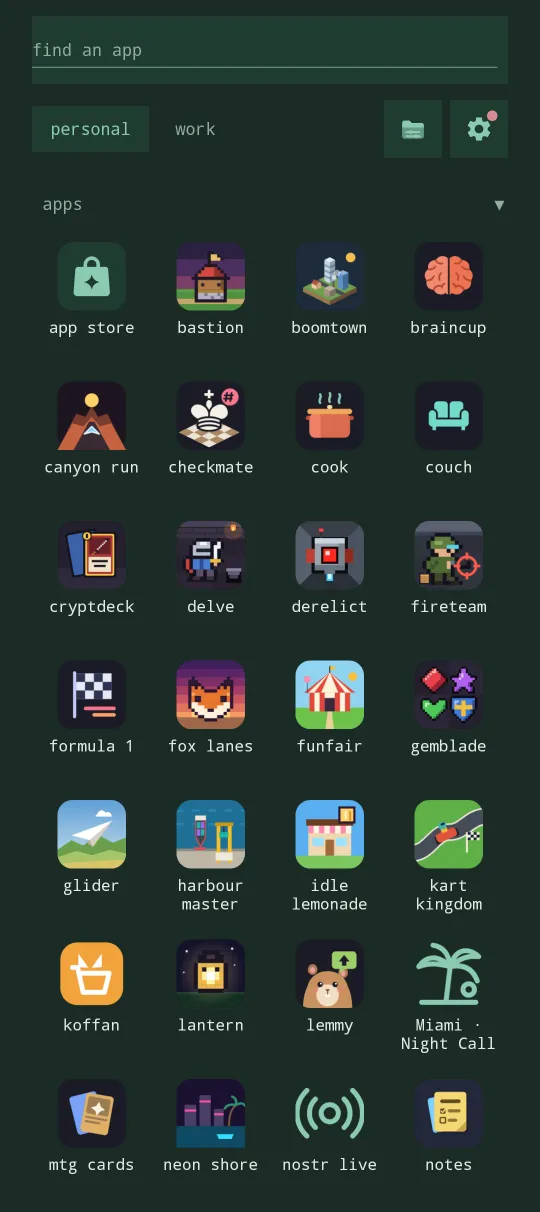 find an app
personal work
apps ▼
app store bastion boomtown braincup
#
canyon run checkmate cook couch
cryptdeck delve derelict fireteam
formula 1 fox lanes funfair gemblade
glider harbour master idle lemonade kart kingdom
koffan lantern lemmy Miami · Night Call
mtg cards neon shore nostr live notes